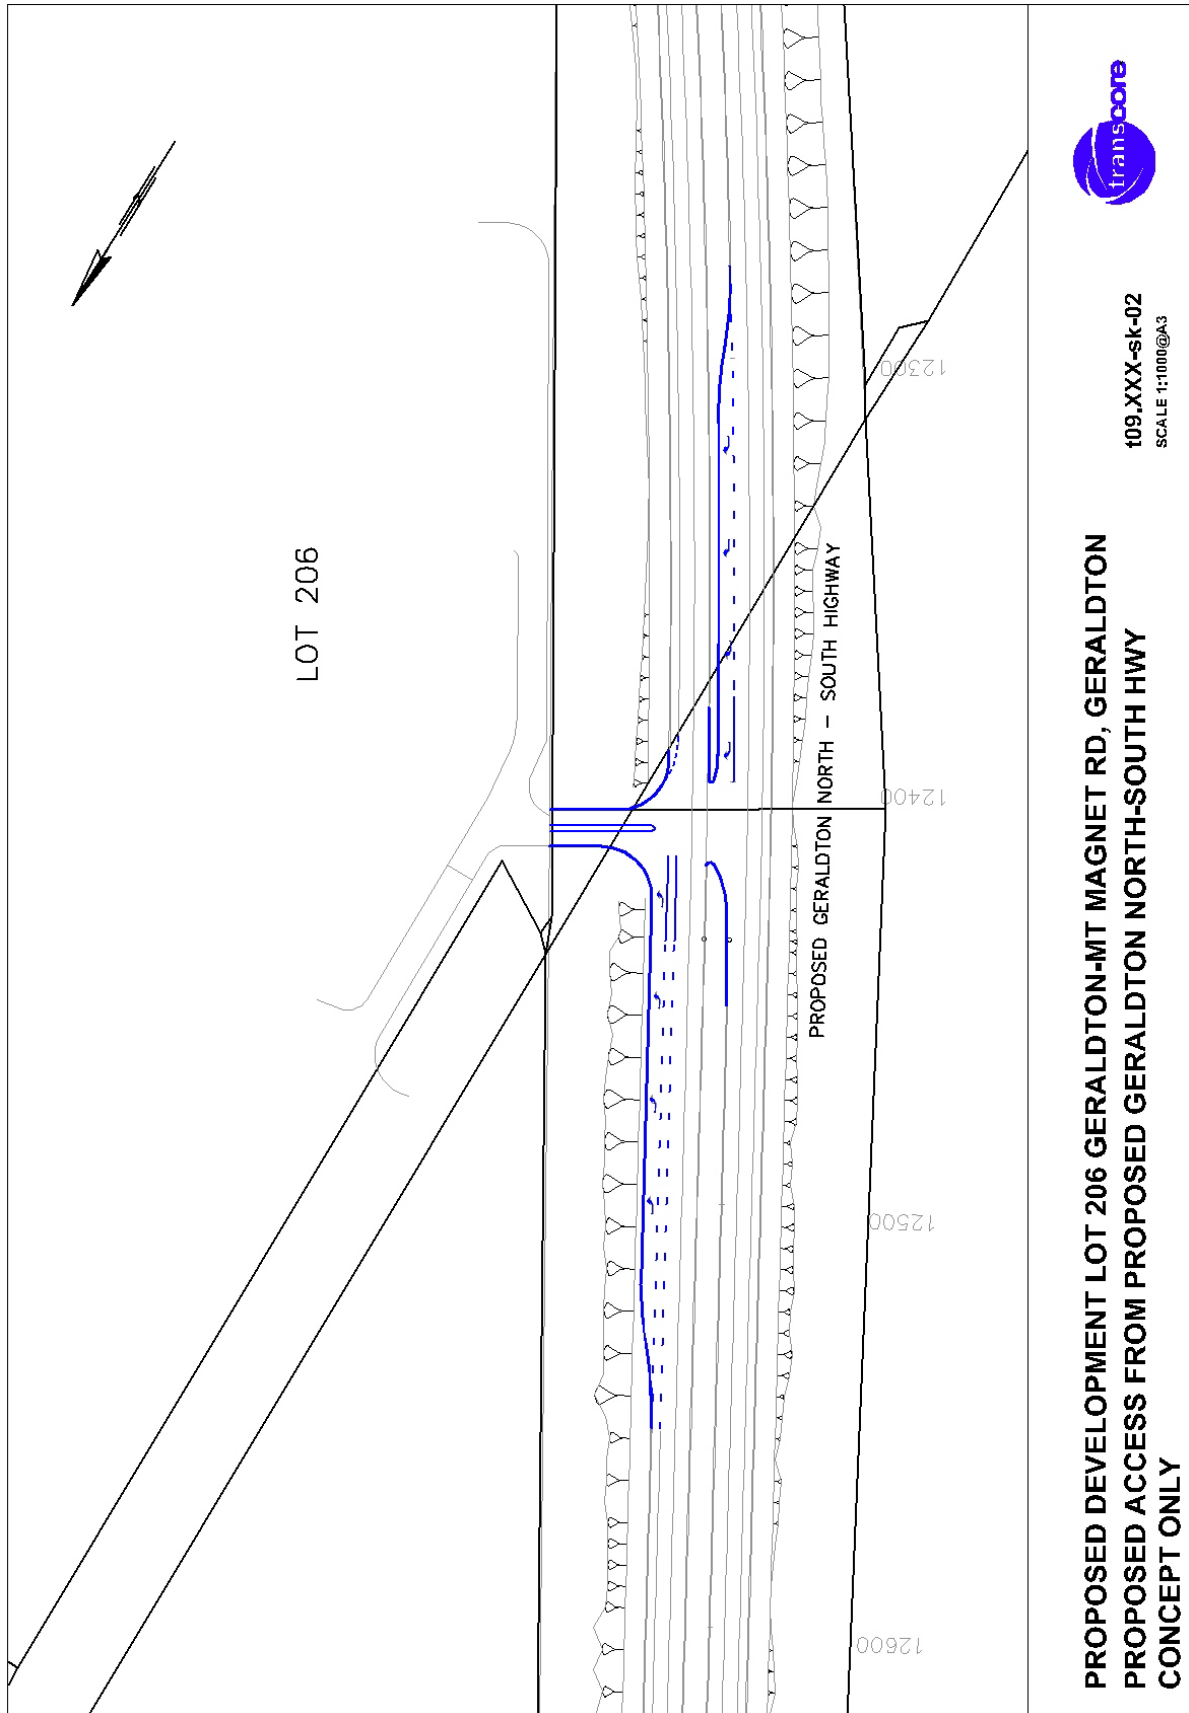 LOT 206
PROPOSED GERALDTON NORTH - SOUTH HIGHWAY
12300
12400
12500
12600
PROPOSED DEVELOPMENT LOT 206 GERALDTON-MT MAGNET RD, GERALDTON
PROPOSED ACCESS FROM PROPOSED GERALDTON NORTH-SOUTH HWY
CONCEPT ONLY
t09.XXX-sk-02
SCALE 1:1000@A3
transcore